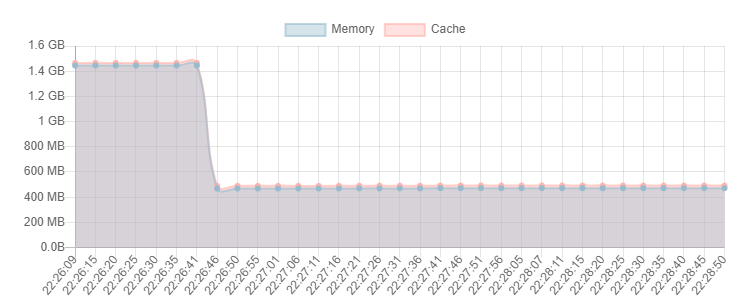 Memory Cache
1.6 GB
1.4 GB
1.2 GB
1 GB
800 MB
600 MB
400 MB
200 MB
0.0B
22:26:09 22:26:15 22:26:20 22:26:25 22:26:30 22:26:35 22:26:41 22:26:46 22:26:50 22:26:55 22:27:01 22:27:06 22:27:11 22:27:16 22:27:21 22:27:26 22:27:31 22:27:36 22:27:41 22:27:46 22:27:51 22:27:56 22:28:05 22:28:07 22:28:11 22:28:15 22:28:20 22:28:25 22:28:30 22:28:35 22:28:40 22:28:45 22:28:50